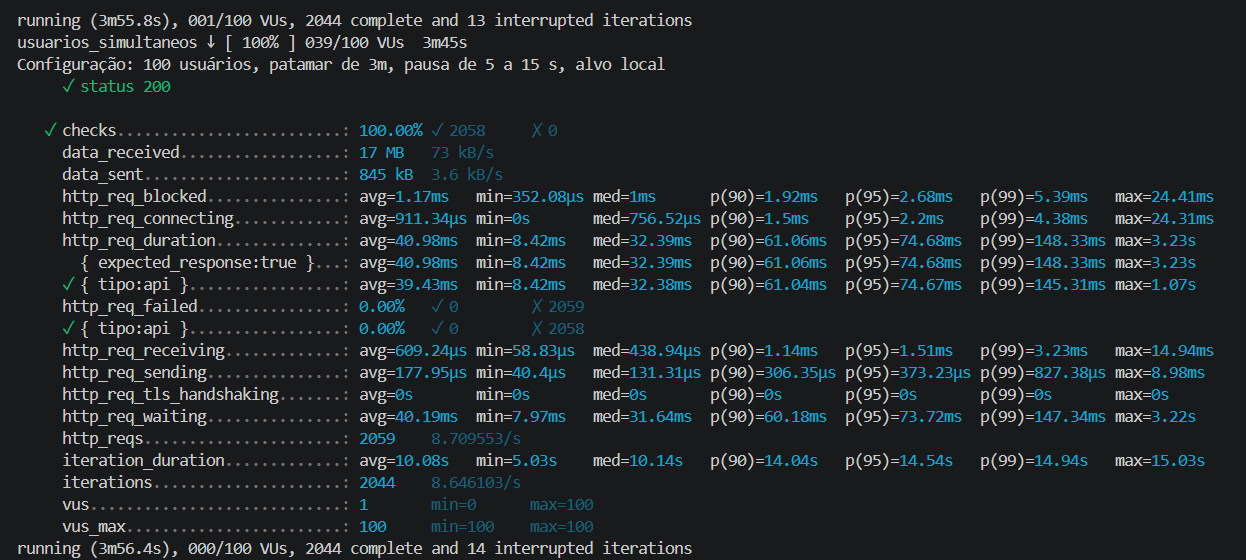 running (3m55.8s), 001/100 VUs, 2044 complete and 13 interrupted iterations
usuarios_simultaneos ↓ [ 100% ] 039/100 VUs  3m45s
Configuração: 100 usuários, patamar de 3m, pausa de 5 a 15 s, alvo local
     ✓ status 200

   ✓ checks.........................: 100.00% ✓ 2058      ✗ 0
     data_received..................: 17 MB   73 kB/s
     data_sent......................: 845 kB  3.6 kB/s
     http_req_blocked...............: avg=1.17ms   min=352.08µs med=1ms      p(90)=1.92ms   p(95)=2.68ms   p(99)=5.39ms   max=24.41ms
     http_req_connecting............: avg=911.34µs min=0s       med=756.52µs p(90)=1.5ms    p(95)=2.2ms    p(99)=4.38ms   max=24.31ms
     http_req_duration..............: avg=40.98ms  min=8.42ms   med=32.39ms  p(90)=61.06ms  p(95)=74.68ms  p(99)=148.33ms max=3.23s
       { expected_response:true }...: avg=40.98ms  min=8.42ms   med=32.39ms  p(90)=61.06ms  p(95)=74.68ms  p(99)=148.33ms max=3.23s
     ✓ { tipo:api }.................: avg=39.43ms  min=8.42ms   med=32.38ms  p(90)=61.04ms  p(95)=74.67ms  p(99)=145.31ms max=1.07s
     http_req_failed................: 0.00%   ✓ 0         ✗ 2059
     ✓ { tipo:api }.................: 0.00%   ✓ 0         ✗ 2058
     http_req_receiving.............: avg=609.24µs min=58.83µs  med=438.94µs p(90)=1.14ms   p(95)=1.51ms   p(99)=3.23ms   max=14.94ms
     http_req_sending...............: avg=177.95µs min=40.4µs   med=131.31µs p(90)=306.35µs p(95)=373.23µs p(99)=827.38µs max=8.98ms
     http_req_tls_handshaking.......: avg=0s       min=0s       med=0s       p(90)=0s       p(95)=0s       p(99)=0s       max=0s
     http_req_waiting...............: avg=40.19ms  min=7.97ms   med=31.64ms  p(90)=60.18ms  p(95)=73.72ms  p(99)=147.34ms max=3.22s
     http_reqs......................: 2059    8.709553/s
     iteration_duration.............: avg=10.08s   min=5.03s    med=10.14s   p(90)=14.04s   p(95)=14.54s   p(99)=14.94s   max=15.03s
     iterations.....................: 2044    8.646103/s
     vus............................: 1       min=0       max=100
     vus_max........................: 100     min=100     max=100
running (3m56.4s), 000/100 VUs, 2044 complete and 14 interrupted iterations